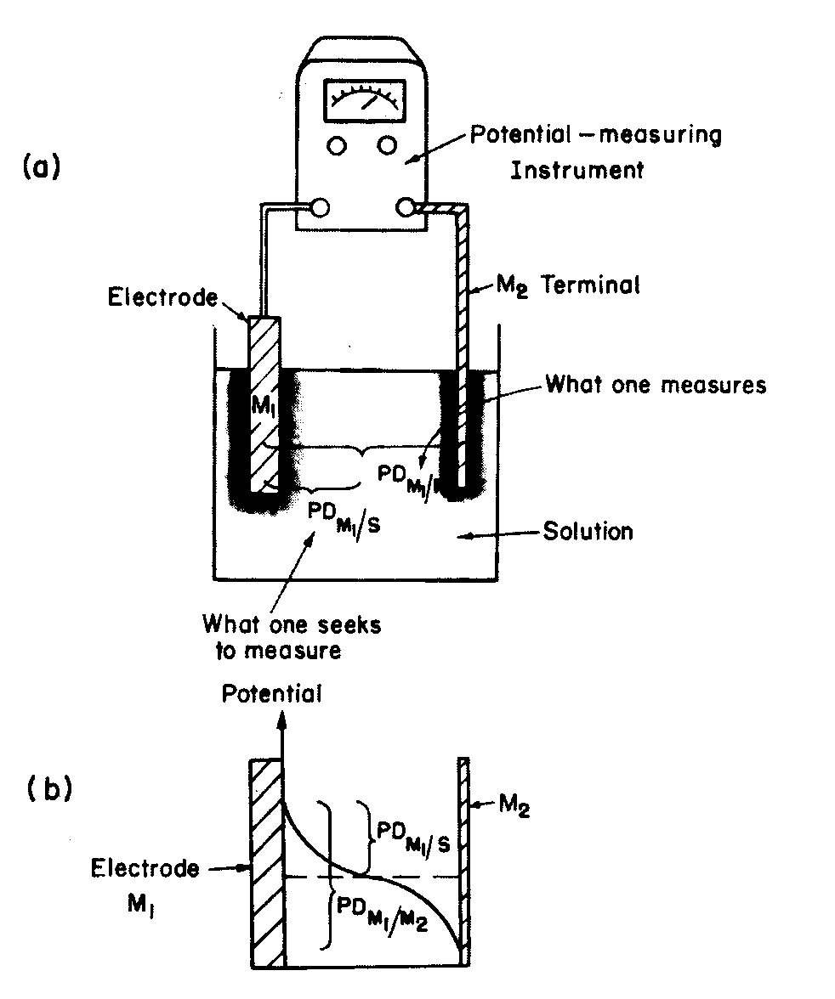 (a)
Potential – measuring
Instrument
Electrode
M2 Terminal
What one measures
M1
PDM1/
PDM1/S
Solution
What one seeks
to measure
Potential
(b)
M2
PDM1/S
Electrode
M1
PDM1/M2